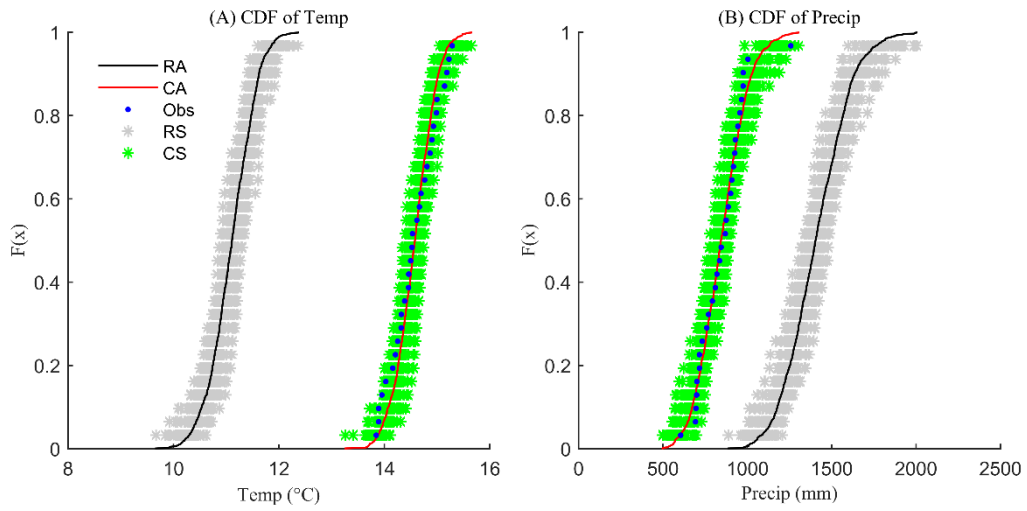 (A) CDF of Temp
1
0.8
0.6
0.4
0.2
0
F(x)
RA
CA
Obs
RS
CS
8
10
12
14
16
Temp (°C)
(B) CDF of Precip
1
0.8
0.6
0.4
0.2
0
F(x)
0
500
1000
1500
2000
2500
Precip (mm)